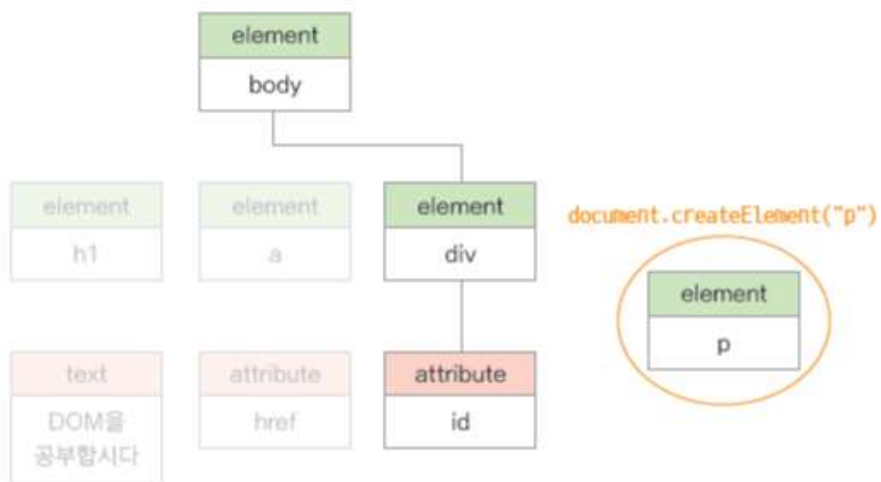 element
body
element
h1
element
a
element
div
document.createElement("p")
element
p
text
DOM을
공부합시다
attribute
href
attribute
id